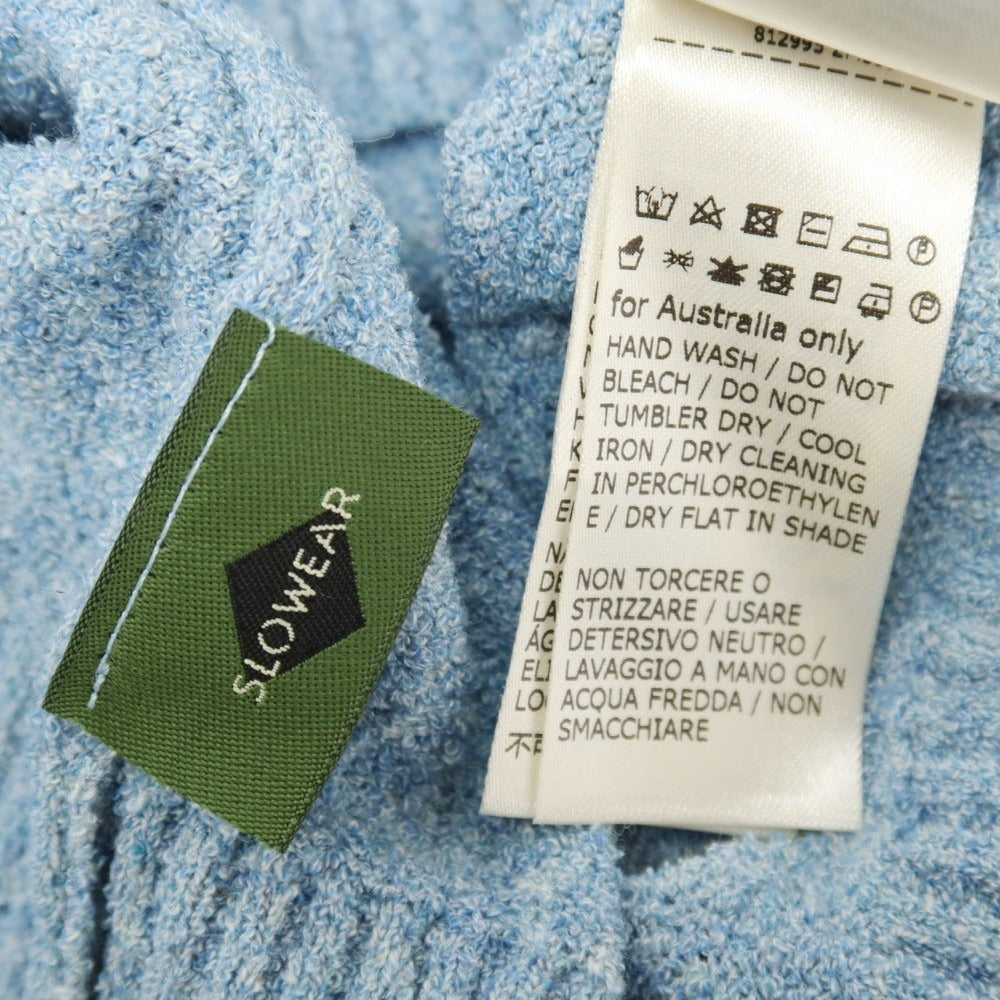 SLOWEAR
812995
for Australia only
HAND WASH / DO NOT
BLEACH / DO NOT
TUMBLER DRY / COOL
IRON / DRY CLEANING
IN PERCHLOROETHYLEN
E / DRY FLAT IN SHADE
NON TORCERE O
STRIZZARE / USARE
DETERSIVO NEUTRO /
LAVAGGIO A MANO CON
ACQUA FREDDA / NON
SMACCHIARE